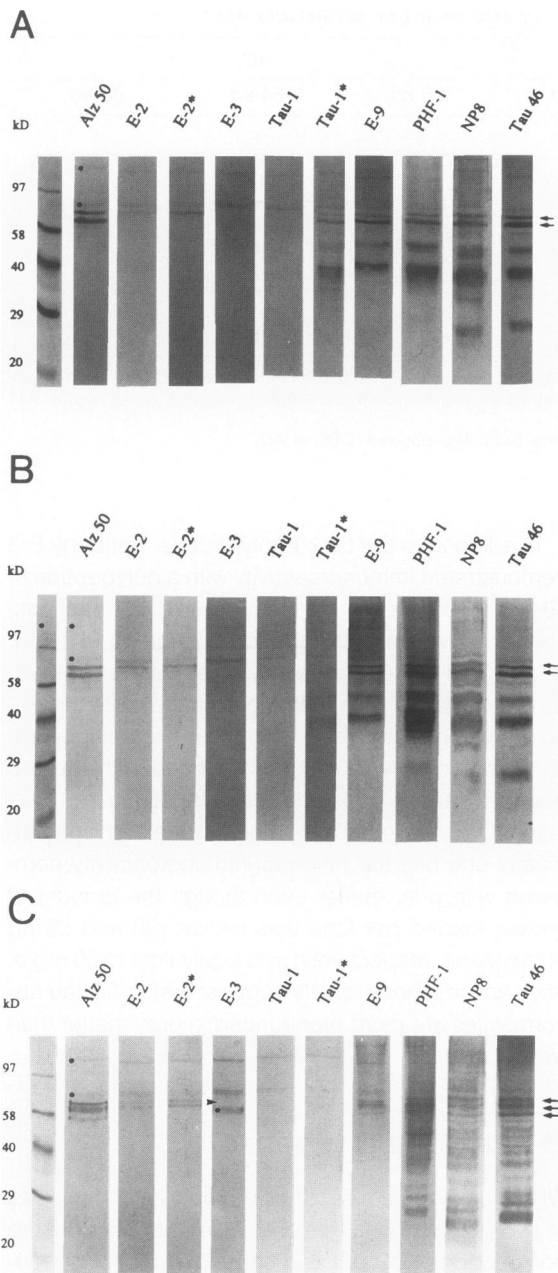 A
kD
Alz 50
E-2
E-2*
E-3
Tau-1
Tau-1*
E-9
PHF-1
NP8
Tau 46
97
58
40
29
20
B
kD
Alz 50
E-2
E-2*
E-3
Tau-1
Tau-1*
E-9
PHF-1
NP8
Tau 46
97
58
40
29
20
C
kD
Alz 50
E-2
E-2*
E-3
Tau-1
Tau-1*
E-9
PHF-1
NP8
Tau 46
97
58
40
29
20